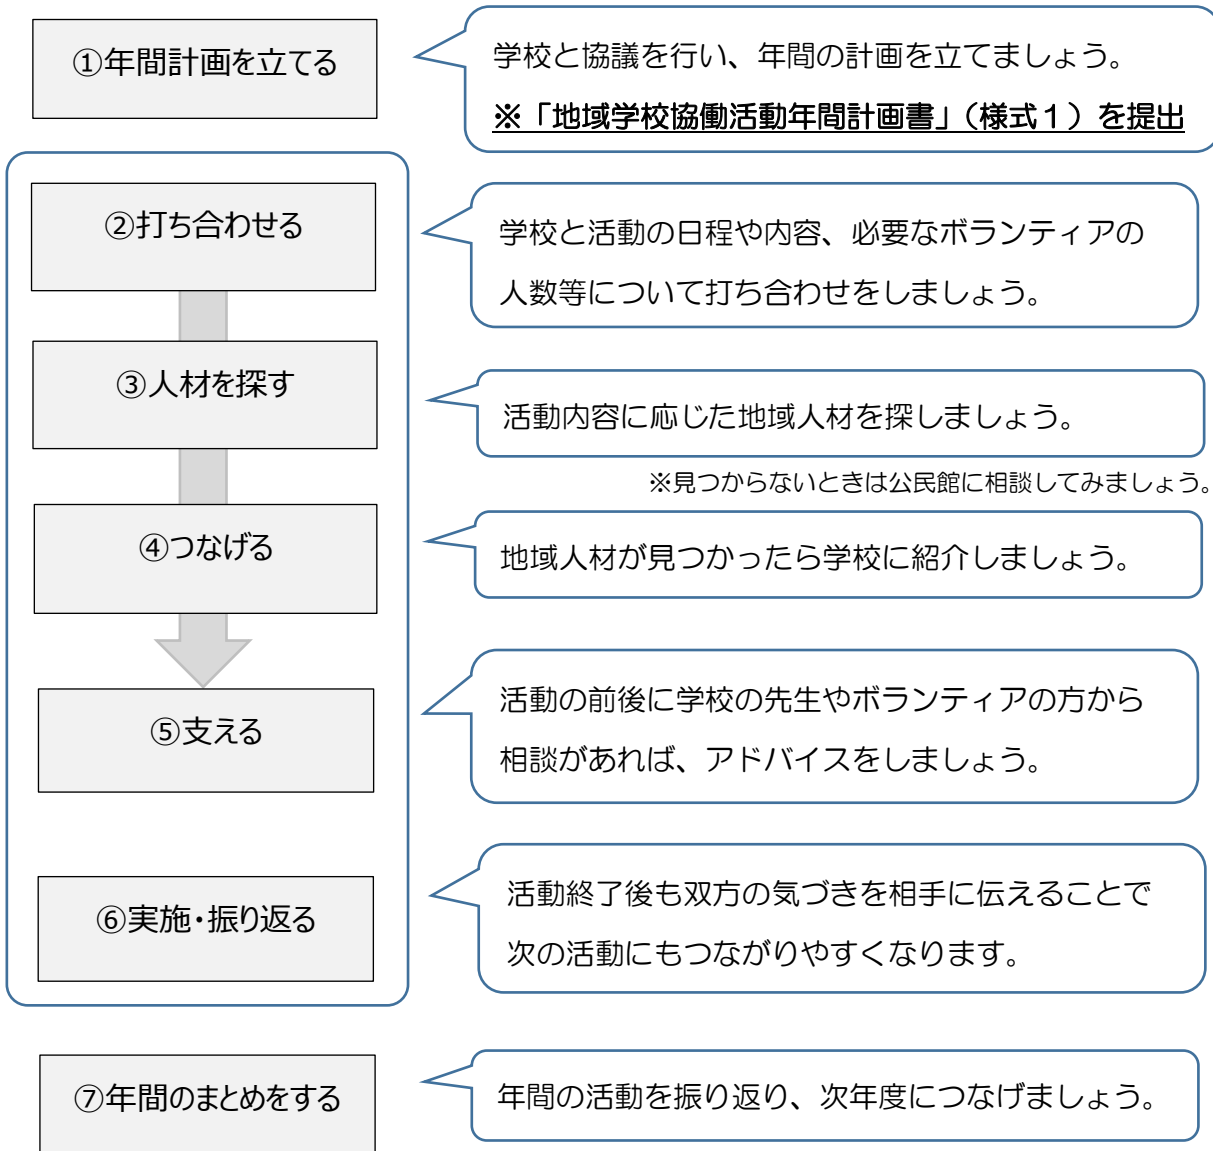 ①年間計画を立てる
学校と協議を行い、年間の計画を立てましょう。
※「地域学校協働活動年間計画書」（様式１）を提出
②打ち合わせる
学校と活動の日程や内容、必要なボランティアの
人数等について打ち合わせをしましょう。
③人材を探す
活動内容に応じた地域人材を探しましょう。
※見つからないときは公民館に相談してみましょう。
④つなげる
地域人材が見つかったら学校に紹介しましょう。
⑤支える
活動の前後に学校の先生やボランティアの方から
相談があれば、アドバイスをしましょう。
⑥実施・振り返る
活動終了後も双方の気づきを相手に伝えることで
次の活動にもつながりやすくなります。
⑦年間のまとめをする
年間の活動を振り返り、次年度につなげましょう。